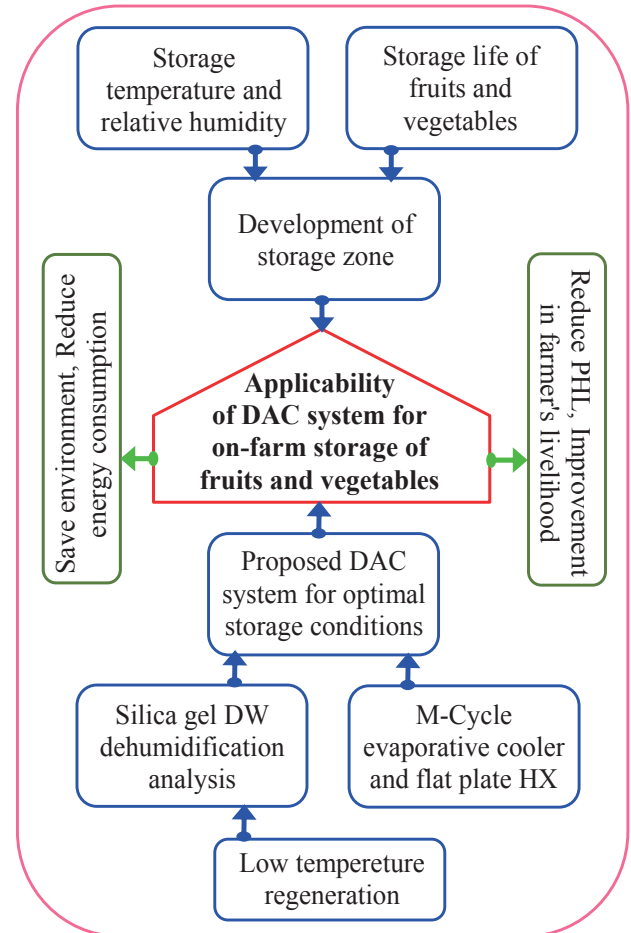 Storage
temperature and
relative humidity
Storage life of
fruits and
vegetables
Development of
storage zone
Save environment, Reduce
energy consumption
Applicability
of DAC system for
on-farm storage of
fruits and vegetables
Reduce PHL, Improvement
in farmer's livelihood
Proposed DAC
system for optimal
storage conditions
Silica gel DW
dehumidification
analysis
M-Cycle
evaporative cooler
and flat plate HX
Low tempereture
regeneration